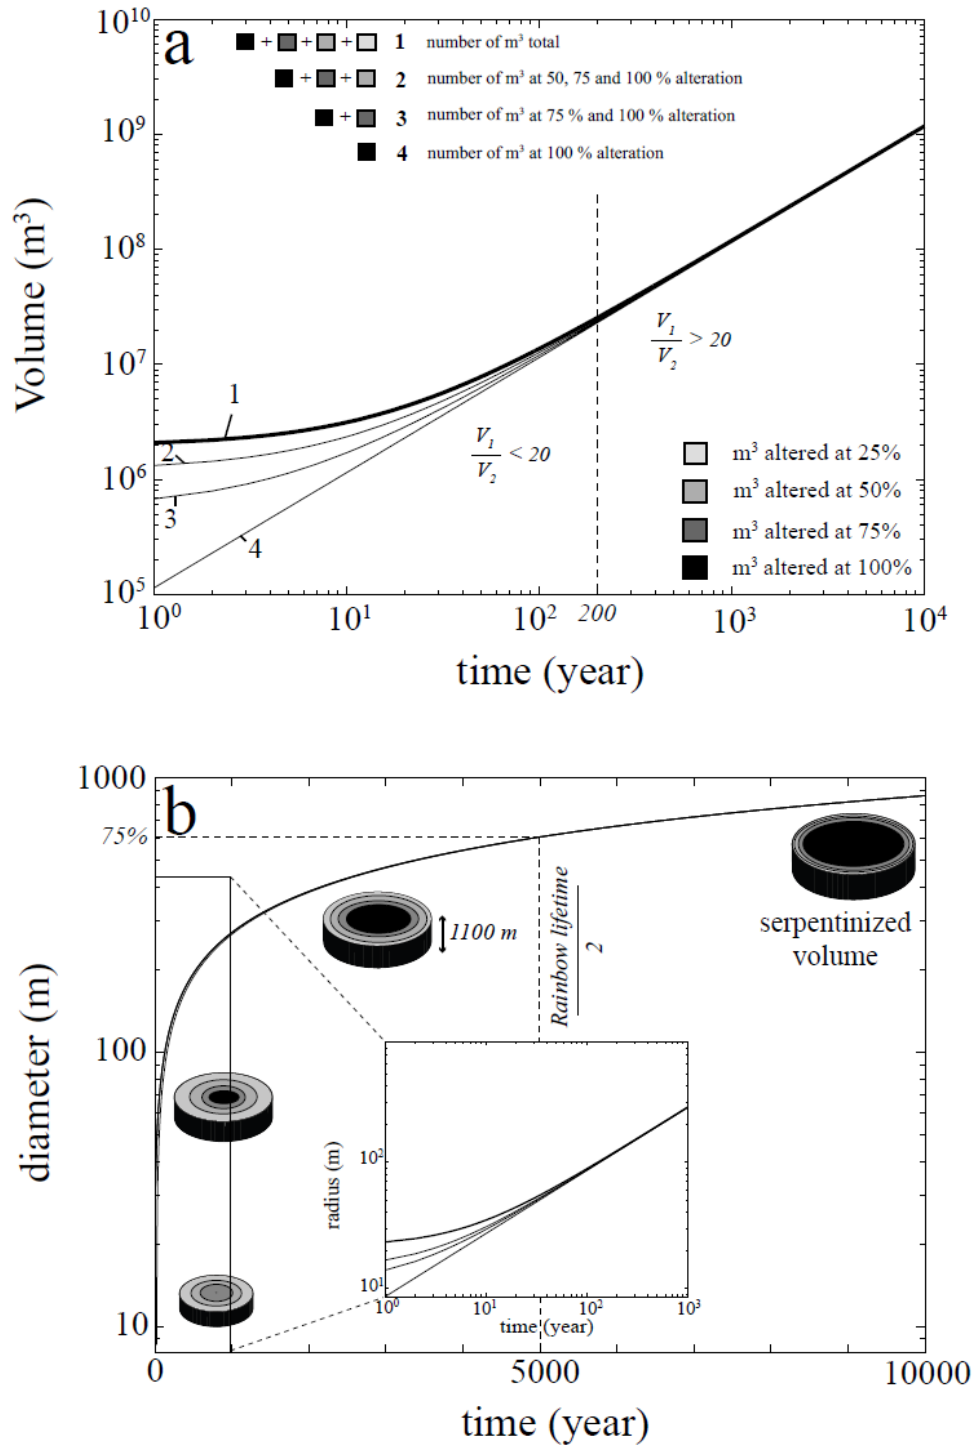 a
10¹⁰
10⁹
10⁸
10⁷
10⁶
10⁵
Volume (m³)
+ + + 1 number of m³ total
+ + 2 number of m³ at 50, 75 and 100 % alteration
+ 3 number of m³ at 75 % and 100 % alteration
4 number of m³ at 100 % alteration
V₁
V₂ > 20
V₁
V₂ < 20
1
2
3
4
m³ altered at 25%
m³ altered at 50%
m³ altered at 75%
m³ altered at 100%
10⁰ 10¹ 10² 200 10³ 10⁴
time (year)
b
1000
75%
100
10
diameter (m)
1100 m
Rainbow lifetime
2
serpentinized
volume
radius (m)
10²
10¹
10⁰ 10¹ 10² 10³
time (year)
0 5000 10000
time (year)